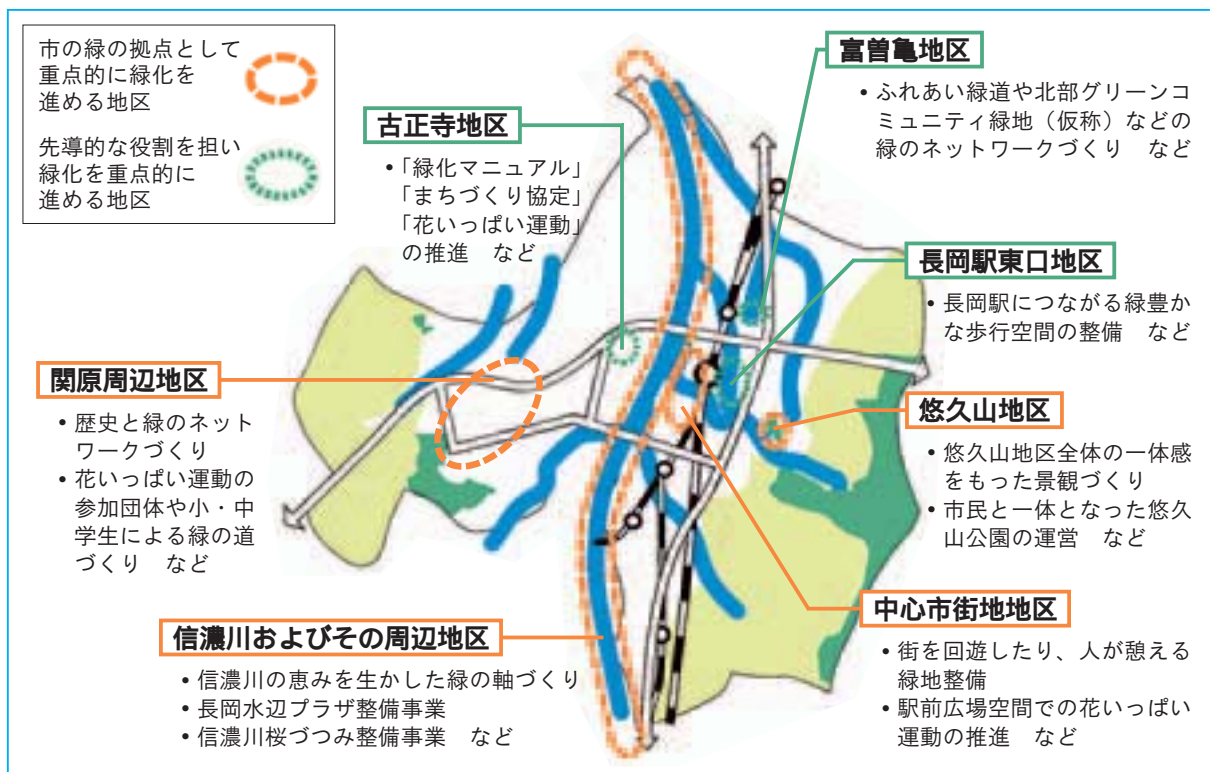 市の緑の拠点として
重点的に緑化を
進める地区
先導的な役割を担い
緑化を重点的に
進める地区
古正寺地区
•「緑化マニュアル」
「まちづくり協定」
「花いっぱい運動」
の推進　など
富曽亀地区
• ふれあい緑道や北部グリーンコ
ミュニティ緑地（仮称）などの
緑のネットワークづくり　など
長岡駅東口地区
• 長岡駅につながる緑豊か
な歩行空間の整備　など
関原周辺地区
• 歴史と緑のネット
ワークづくり
• 花いっぱい運動の
参加団体や小・中
学生による緑の道
づくり　など
悠久山地区
• 悠久山地区全体の一体感
をもった景観づくり
• 市民と一体となった悠久
山公園の運営　など
信濃川およびその周辺地区
• 信濃川の恵みを生かした緑の軸づくり
• 長岡水辺プラザ整備事業
• 信濃川桜づつみ整備事業　など
中心市街地地区
• 街を回遊したり、人が憩える
緑地整備
• 駅前広場空間での花いっぱい
運動の推進　など